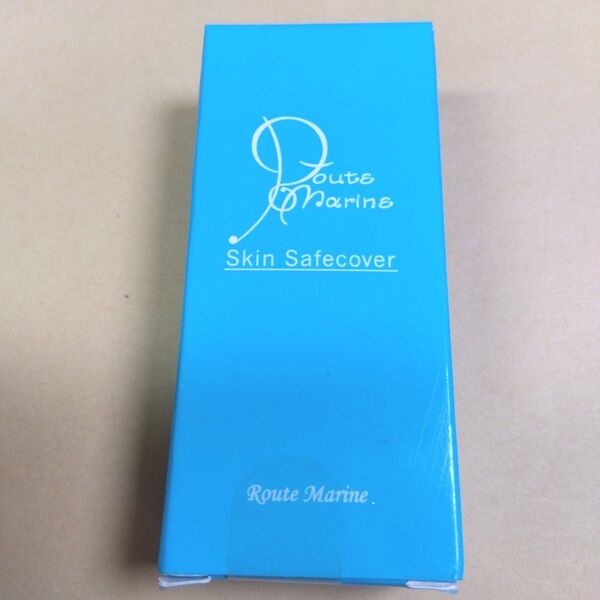 Route
Marine
Skin Safecover
Route Marine